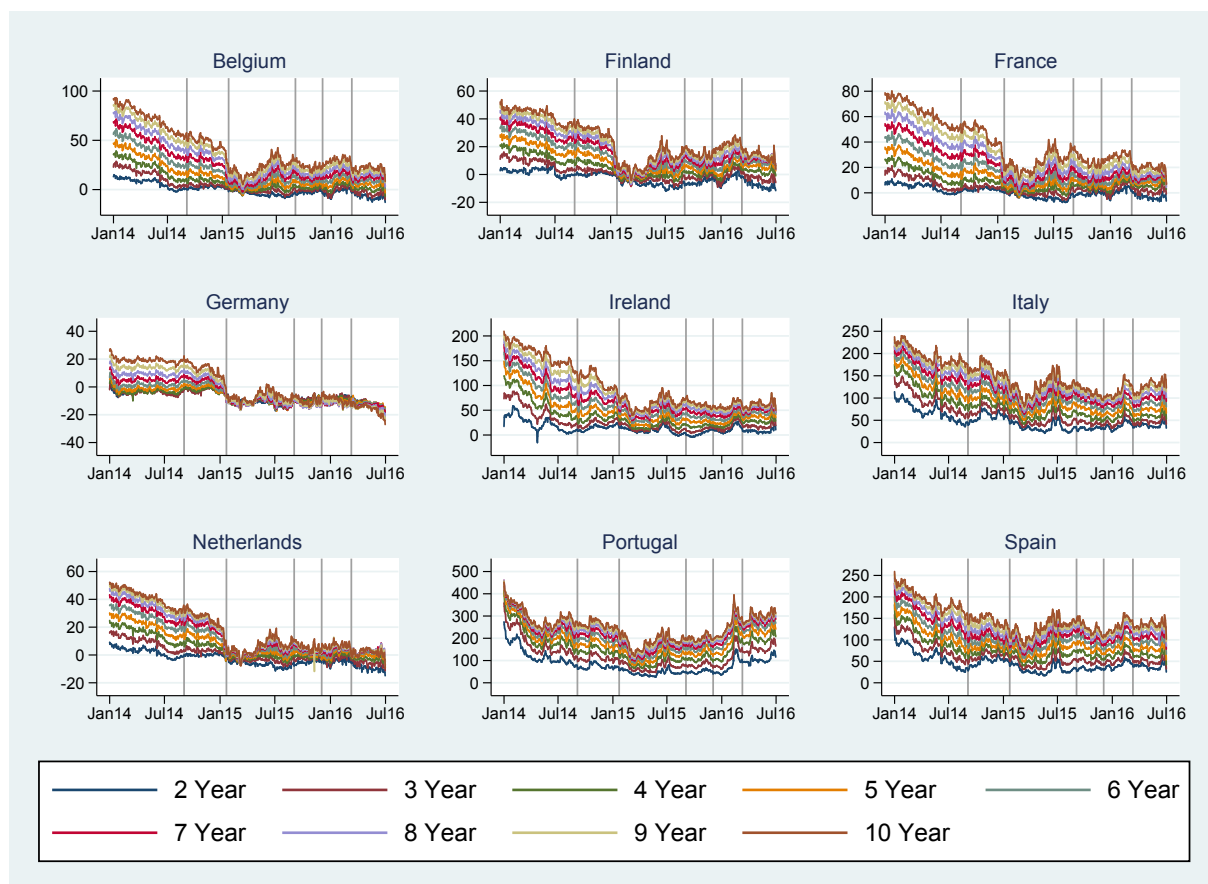 Belgium Finland France
100 60 80
50 40 60
0 20 40
0 20
-20 0
Jan14 Jul14 Jan15 Jul15 Jan16 Jul16 Jan14 Jul14 Jan15 Jul15 Jan16 Jul16 Jan14 Jul14 Jan15 Jul15 Jan16 Jul16
Germany Ireland Italy
40 200 250
20 150 200
0 100 150
-20 50 100
-40 0 50
0
Jan14 Jul14 Jan15 Jul15 Jan16 Jul16 Jan14 Jul14 Jan15 Jul15 Jan16 Jul16 Jan14 Jul14 Jan15 Jul15 Jan16 Jul16
Netherlands Portugal Spain
60 500 250
40 400 200
20 300 150
0 200 100
-20 100 50
0 0
Jan14 Jul14 Jan15 Jul15 Jan16 Jul16 Jan14 Jul14 Jan15 Jul15 Jan16 Jul16 Jan14 Jul14 Jan15 Jul15 Jan16 Jul16
2 Year 3 Year 4 Year 5 Year 6 Year
7 Year 8 Year 9 Year 10 Year